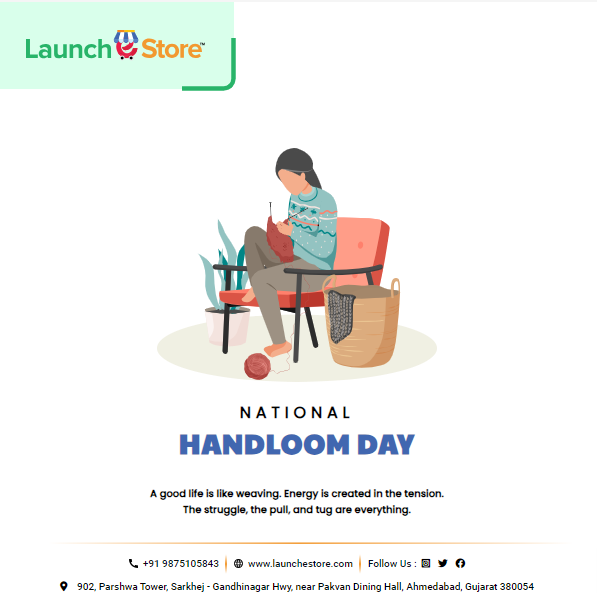 Launch e Store™
NATIONAL
HANDLOOM DAY
A good life is like weaving. Energy is created in the tension.
The struggle, the pull, and tug are everything.
+91 9875105843 www.launchestore.com Follow Us :
902, Parshwa Tower, Sarkhej - Gandhinagar Hwy, near Pakvan Dining Hall, Ahmedabad, Gujarat 380054